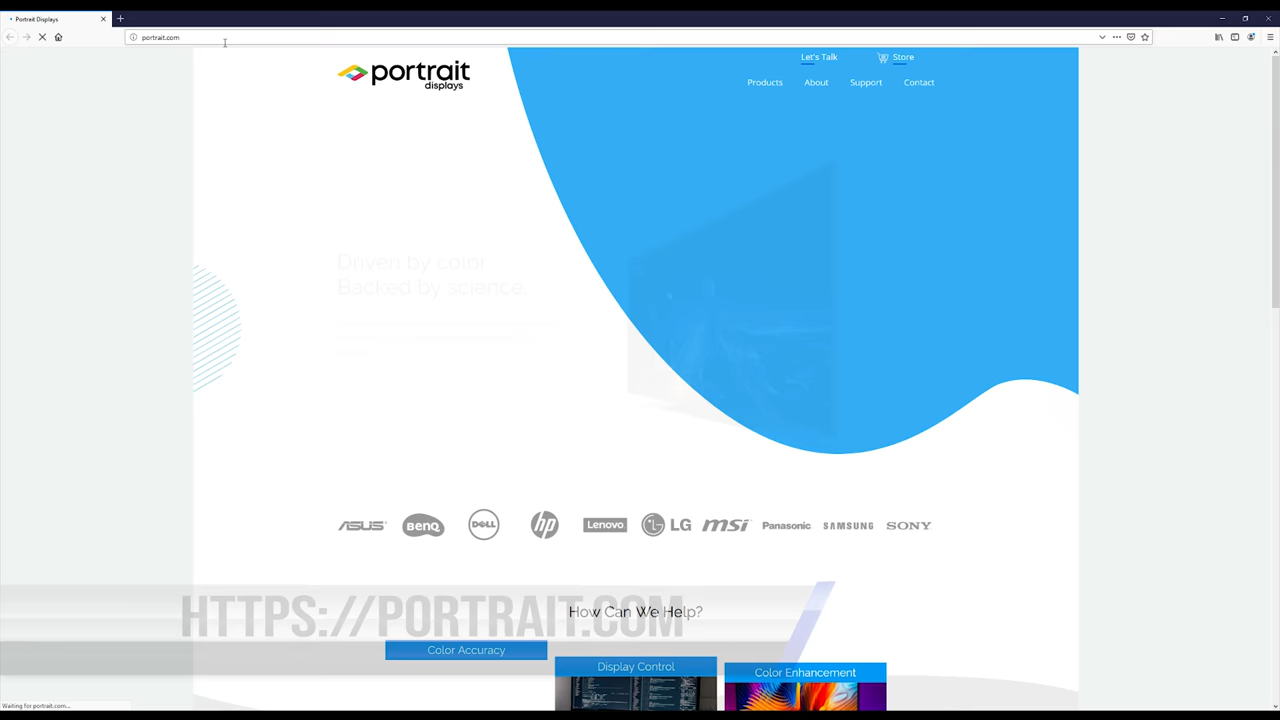 Portrait Displays
portrait.com
Let's Talk
Store
portrait
displays
Products
About
Support
Contact
Driven by color
Backed by science.
ASUS
BenQ
DELL
hp
Lenovo
LG
msi
Panasonic
SAMSUNG
SONY
HTTPS://PORTRAIT.COM
How Can We Help?
Color Accuracy
Display Control
Color Enhancement
Waiting for portrait.com...